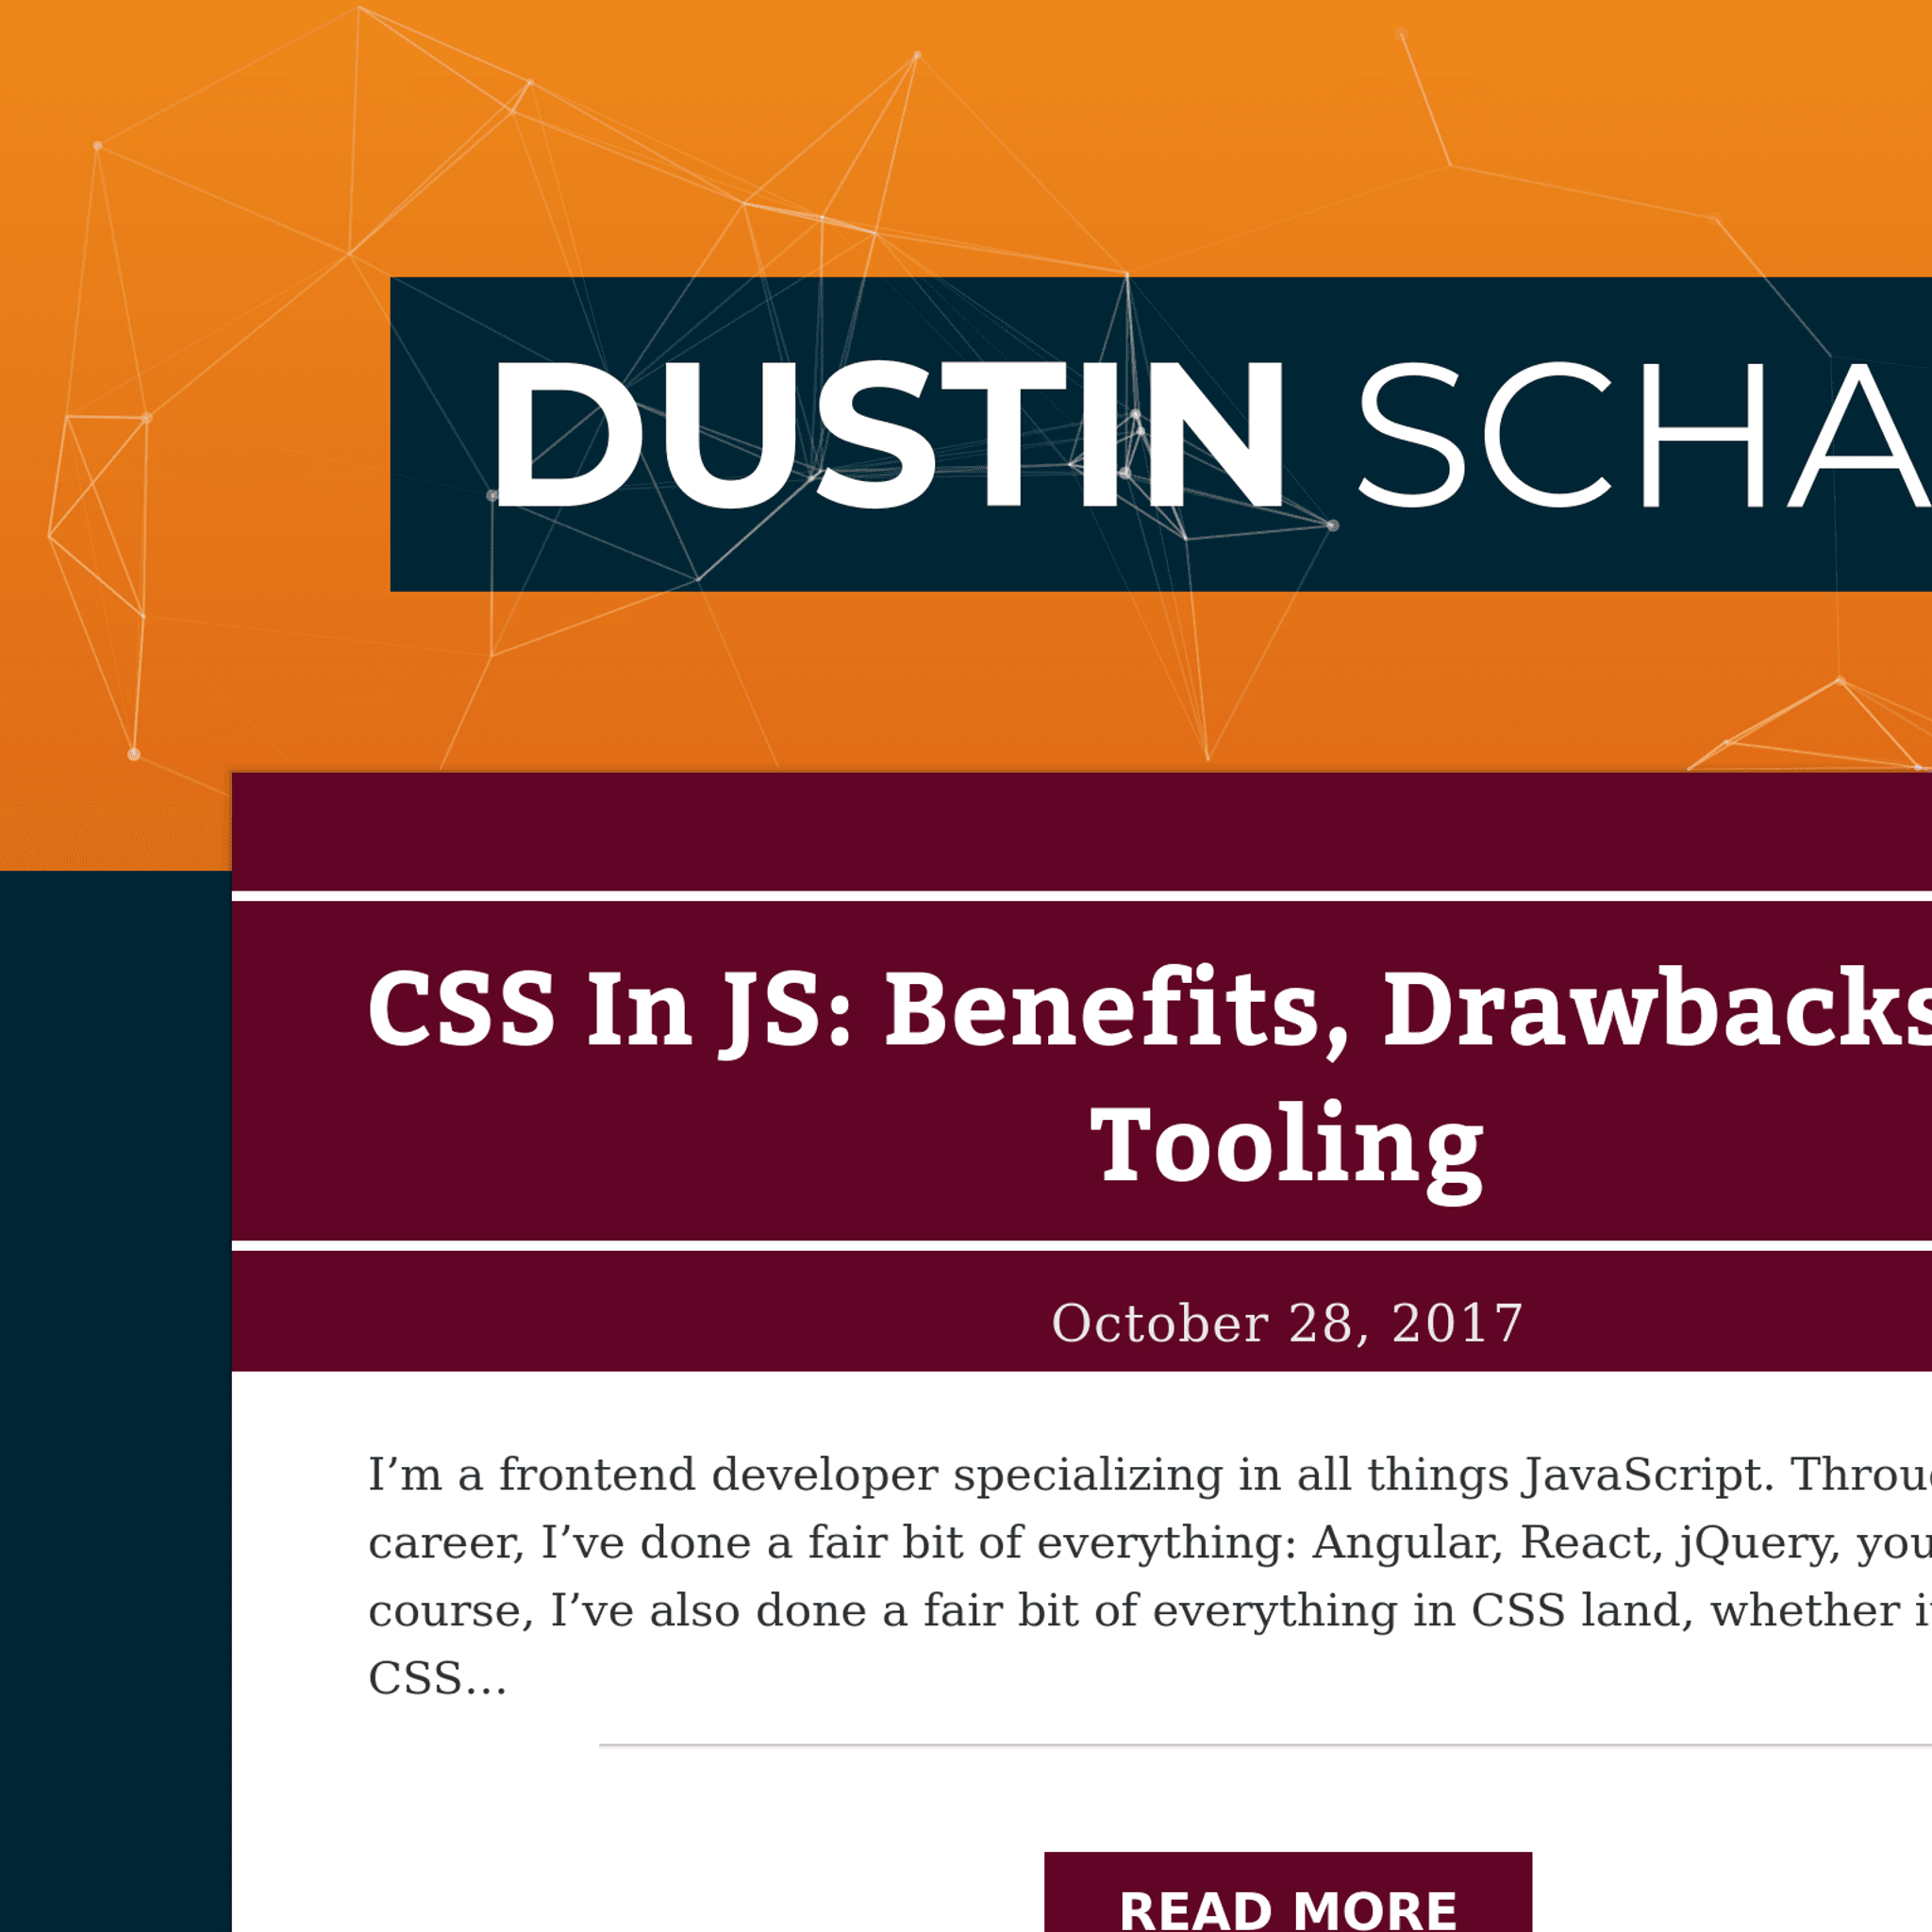 DUSTIN SCHA
CSS In JS: Benefits, Drawbacks
Tooling
October 28, 2017
I’m a frontend developer specializing in all things JavaScript. Throu
career, I’ve done a fair bit of everything: Angular, React, jQuery, you
course, I’ve also done a fair bit of everything in CSS land, whether
CSS...
READ MORE